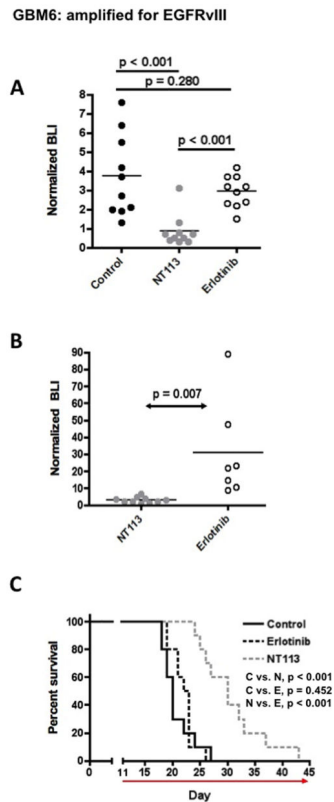 GBM6: amplified for EGFRvIII
A
p < 0.001
p = 0.280
p < 0.001
Normalized BLI
8
7
6
5
4
3
2
1
0
Control
NT113
Erlotinib
B
Normalized BLI
90
80
70
60
50
40
30
20
10
0
p = 0.007
NT113
Erlotinib
C
Percent survival
100
80
60
40
20
0
Control
Erlotinib
NT113
C vs. N, p < 0.001
C vs. E, p = 0.452
N vs. E, p < 0.001
0 11 15 20 25 30 35 40 45
Day